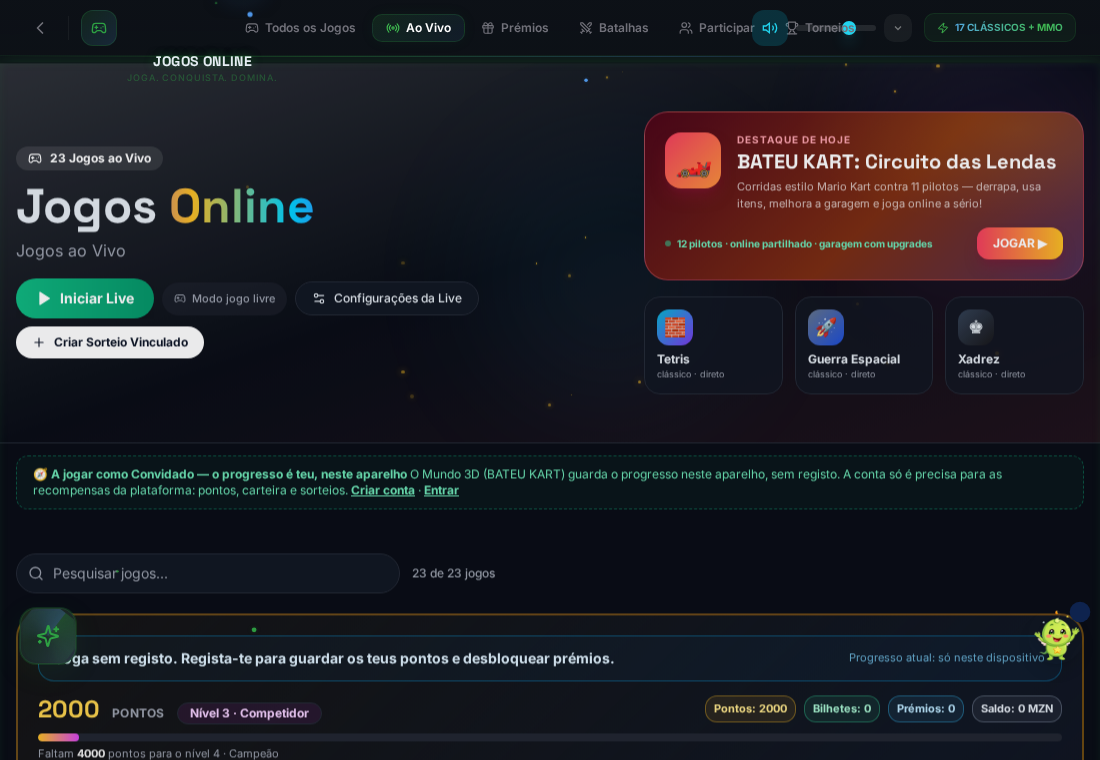 Todos os Jogos
Ao Vivo
Prémios
Batalhas
Participar
Torneios
17 CLÁSSICOS + MMO
JOGOS ONLINE
JOGA. CONQUISTA. DOMINA.
23 Jogos ao Vivo
Jogos Online
Jogos ao Vivo
Iniciar Live
Modo jogo livre
Configurações da Live
Criar Sorteio Vinculado
DESTAQUE DE HOJE
BATEU KART: Circuito das Lendas
Corridas estilo Mario Kart contra 11 pilotos — derrapa, usa
itens, melhora a garagem e joga online a sério!
12 pilotos · online partilhado · garagem com upgrades
JOGAR ▶
Tetris
clássico · direto
Guerra Espacial
clássico · direto
Xadrez
clássico · direto
🧭 A jogar como Convidado — o progresso é teu, neste aparelho O Mundo 3D (BATEU KART) guarda o progresso neste aparelho, sem registo. A conta só é precisa para as
recompensas da plataforma: pontos, carteira e sorteios. Criar conta · Entrar
Pesquisar jogos...
23 de 23 jogos
ga sem registo. Regista-te para guardar os teus pontos e desbloquear prémios.
Progresso atual: só neste dispositivo
2000 PONTOS
Nível 3 · Competidor
Pontos: 2000
Bilhetes: 0
Prémios: 0
Saldo: 0 MZN
Faltam 4000 pontos para o nível 4 · Campeão